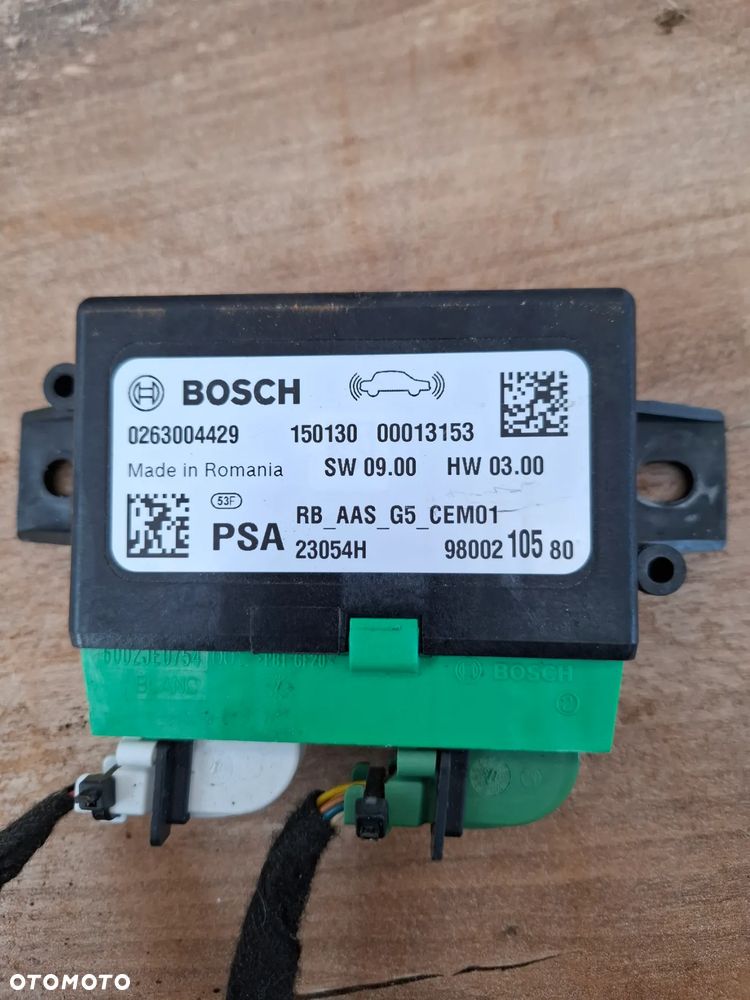 BOSCH
0263004429 150130 00013153
Made in Romania SW 09.00 HW 03.00
53F
PSA RB_AAS_G5_CEM01
23054H 98002 105 80
BOSCH
OTOMOTO